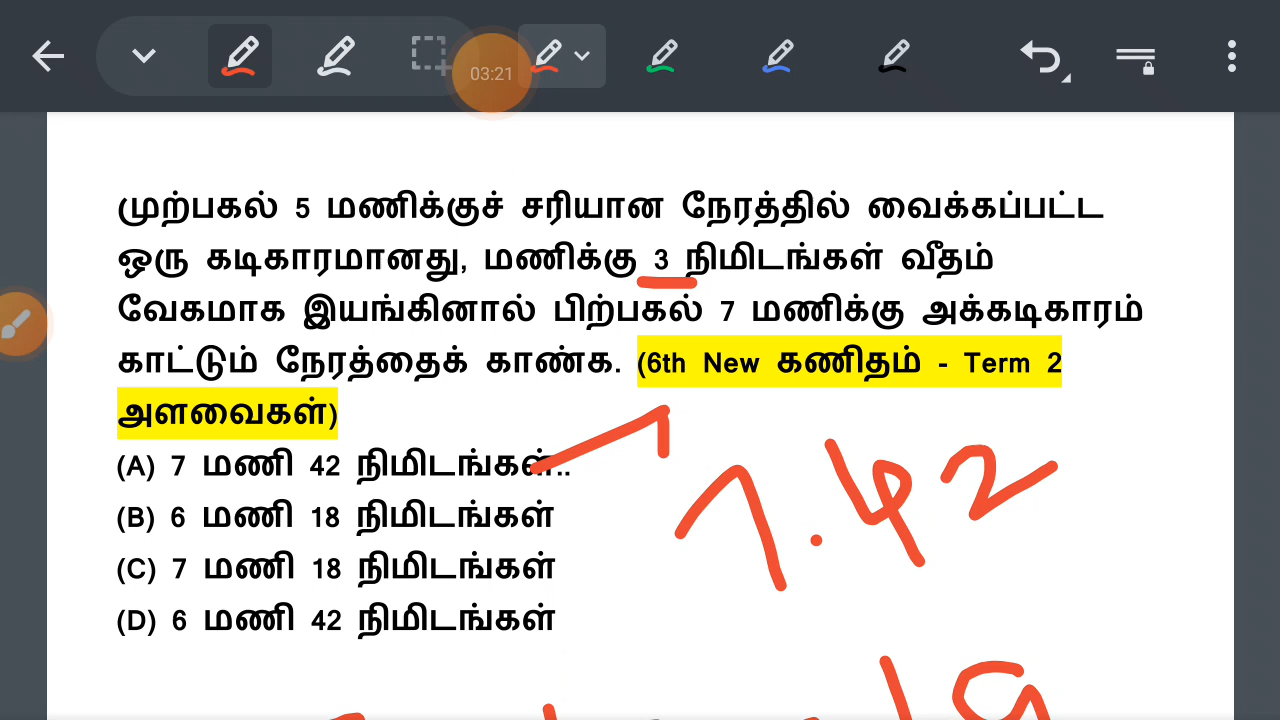 03:21
முற்பகல் 5 மணிக்குச் சரியான நேரத்தில் வைக்கப்பட்ட
ஒரு கடிகாரமானது, மணிக்கு 3 நிமிடங்கள் வீதம்
வேகமாக இயங்கினால் பிற்பகல் 7 மணிக்கு அக்கடிகாரம்
காட்டும் நேரத்தைக் காண்க. (6th New கணிதம் - Term 2
அளவைகள்)
(A) 7 மணி 42 நிமிடங்கள்..
7.42
(B) 6 மணி 18 நிமிடங்கள்
(C) 7 மணி 18 நிமிடங்கள்
(D) 6 மணி 42 நிமிடங்கள்